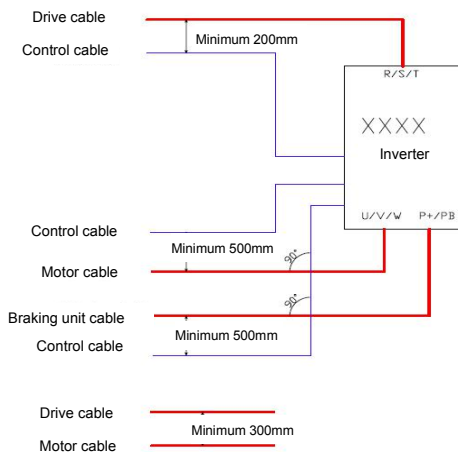 Drive cable
Minimum 200mm
Control cable
R/S/T
XXXX
Inverter
U/V/W P+/PB
Control cable
Minimum 500mm
90°
Motor cable
90°
Braking unit cable
Minimum 500mm
Control cable
Drive cable
Minimum 300mm
Motor cable